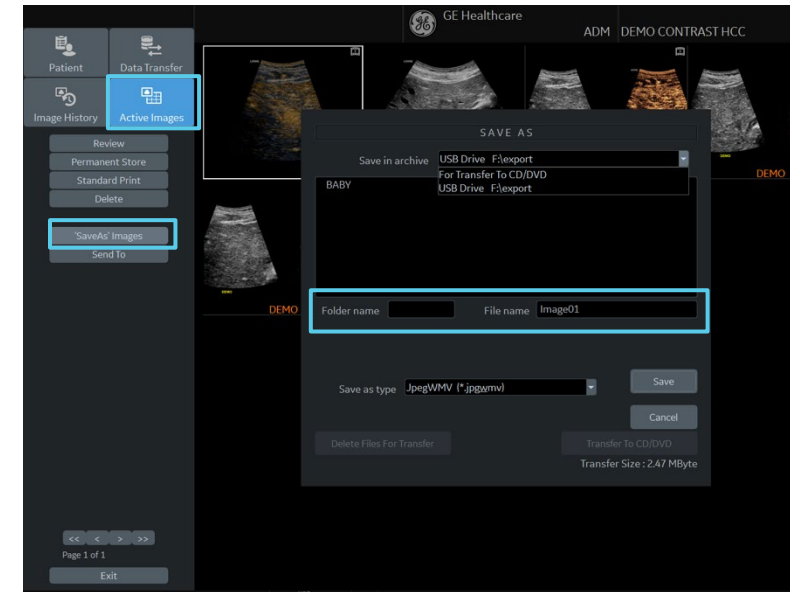 GE Healthcare
ADM DEMO CONTRAST HCC
Patient
Data Transfer
Image History
Active Images
Review
Permanent Store
Standard Print
Delete
'SaveAs' Images
Send To
DEMO
DEMO
SAVE AS
Save in archive USB Drive F:\export
For Transfer To CD/DVD
USB Drive F:\export
BABY
Folder name
File name Image01
Save as type JpegWMV (*.jpgwmv)
Save
Cancel
Delete Files For Transfer
Transfer To CD/DVD
Transfer Size : 2.47 MByte
<< < > >>
Page 1 of 1
Exit